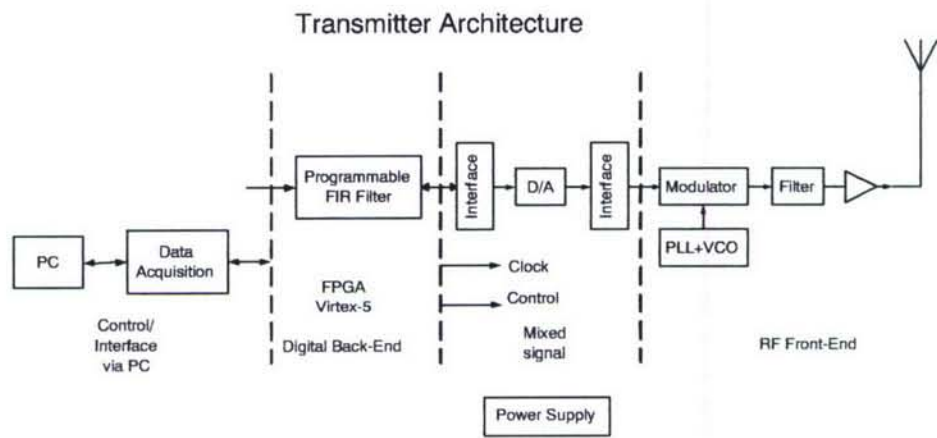 Transmitter Architecture
PC
Data
Acquisition
Control/
Interface
via PC
Programmable
FIR Filter
FPGA
Virtex-5
Digital Back-End
Interface
D/A
Interface
Clock
Control
Mixed
signal
Modulator
Filter
PLL+VCO
RF Front-End
Power Supply